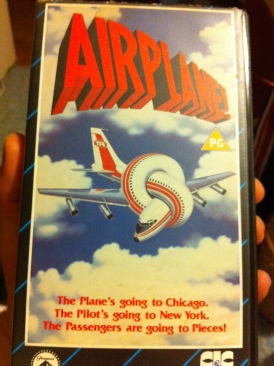 AIRPLANE!
PG
The Plane's going to Chicago.
The Pilot's going to New York.
The Passengers are going to Pieces!
Paramount
CIC